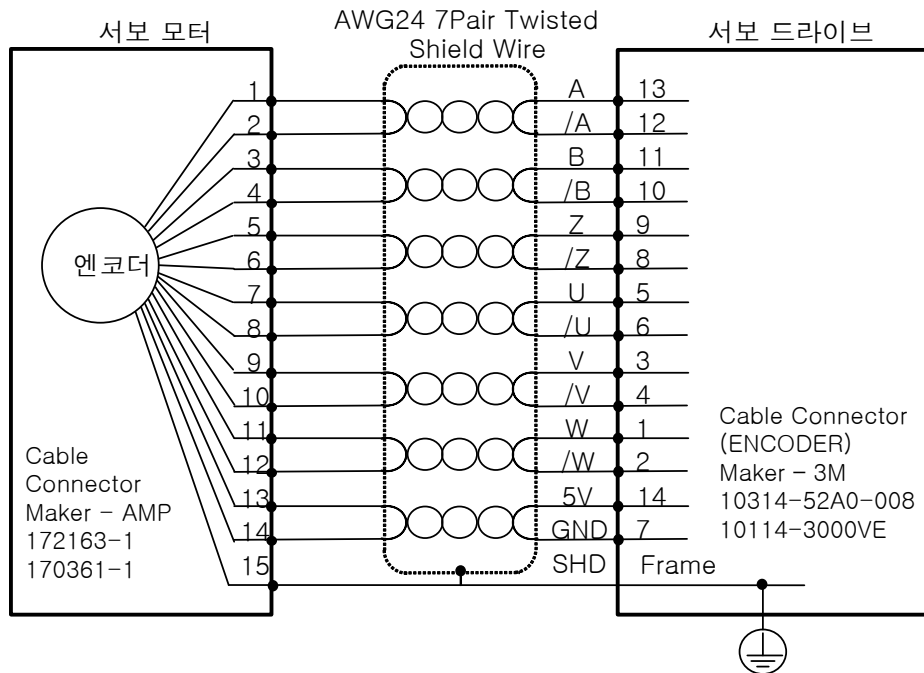 서보 모터
AWG24 7Pair Twisted
Shield Wire
서보 드라이브
1
A
13
2
/A
12
3
B
11
4
/B
10
5
Z
9
엔코더
6
/Z
8
7
U
5
8
/U
6
9
V
3
10
/V
4
11
W
1
12
/W
2
13
5V
14
14
GND
7
15
SHD
Frame
Cable
Connector
Maker - AMP
172163-1
170361-1
Cable Connector
(ENCODER)
Maker - 3M
10314-52A0-008
10114-3000VE